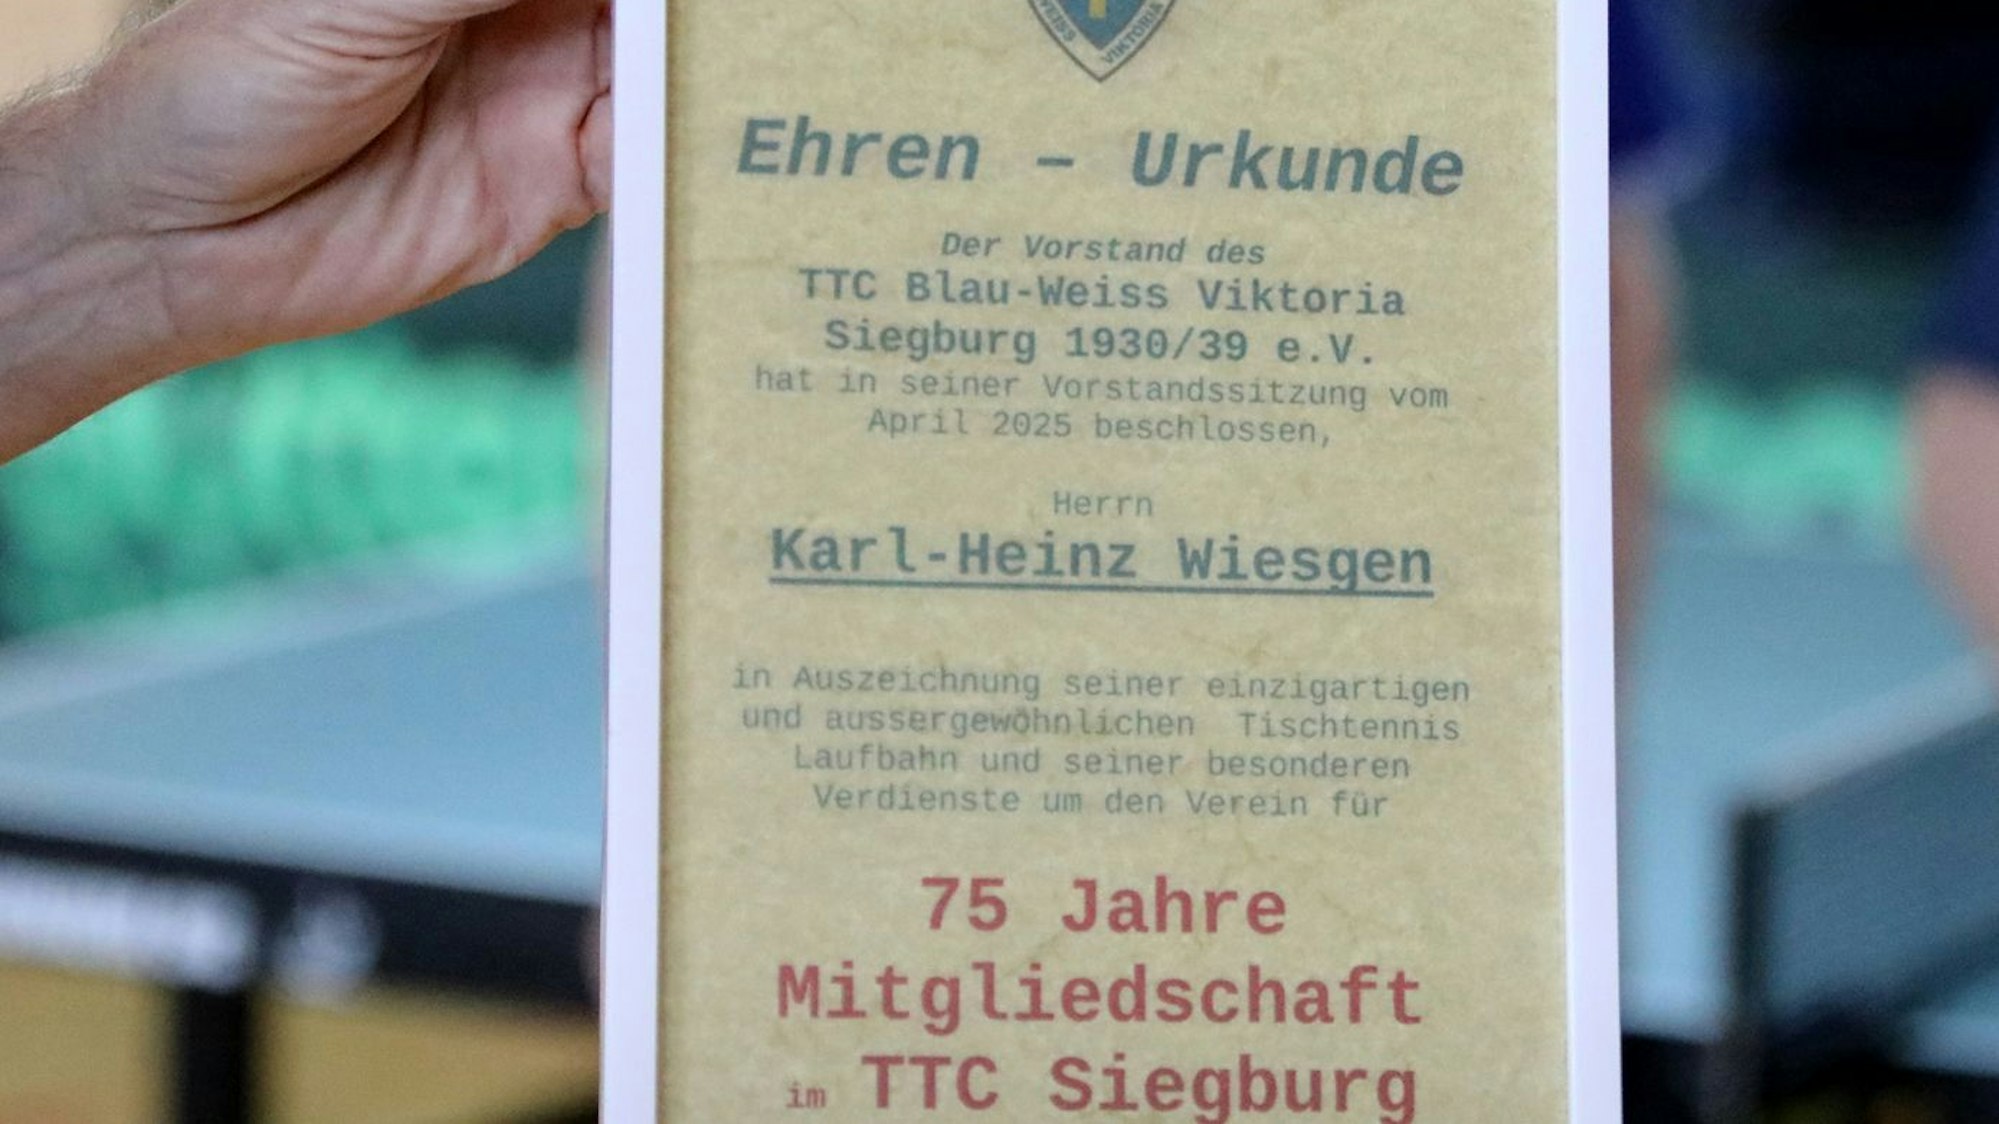 WEISS VIKTORIA
Ehren – Urkunde
Der Vorstand des
TTC Blau-Weiss Viktoria
Siegburg 1930/39 e.V.
hat in seiner Vorstandssitzung vom
April 2025 beschlossen,
Herrn
Karl-Heinz Wiesgen
in Auszeichnung seiner einzigartigen
und aussergewöhnlichen Tischtennis
Laufbahn und seiner besonderen
Verdienste um den Verein für
75 Jahre
Mitgliedschaft
im TTC Siegburg